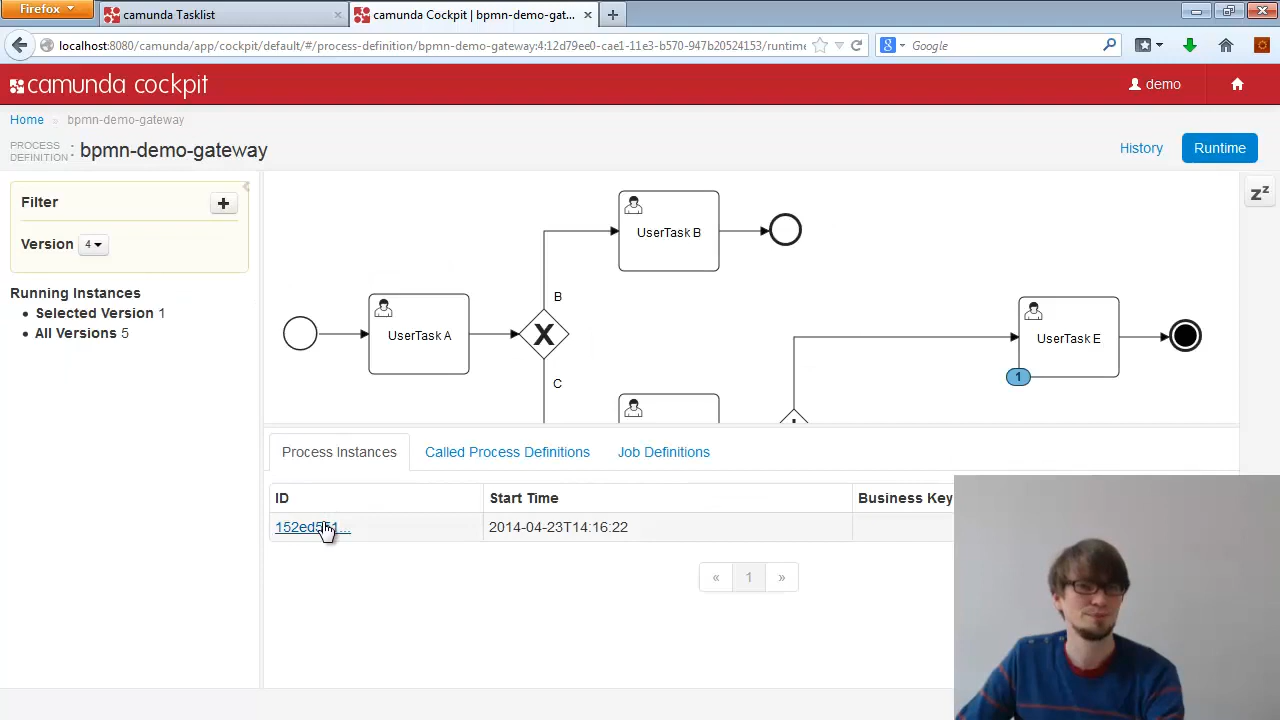 Firefox
camunda Tasklist
camunda Cockpit | bpmn-demo-gat...
localhost:8080/camunda/app/cockpit/default/#/process-definition/bpmn-demo-gateway:4:12d79ee0-cae1-11e3-b570-947b20524153/runtime
Google
camunda cockpit
demo
Home » bpmn-demo-gateway
PROCESS DEFINITION: bpmn-demo-gateway
History
Runtime
Filter
Version 4
Running Instances
Selected Version 1
All Versions 5
zz
UserTask B
B
UserTask A
X
UserTask E
1
C
Process Instances
Called Process Definitions
Job Definitions
ID
Start Time
Business Key
2014-04-23T14:16:22
« 1 »